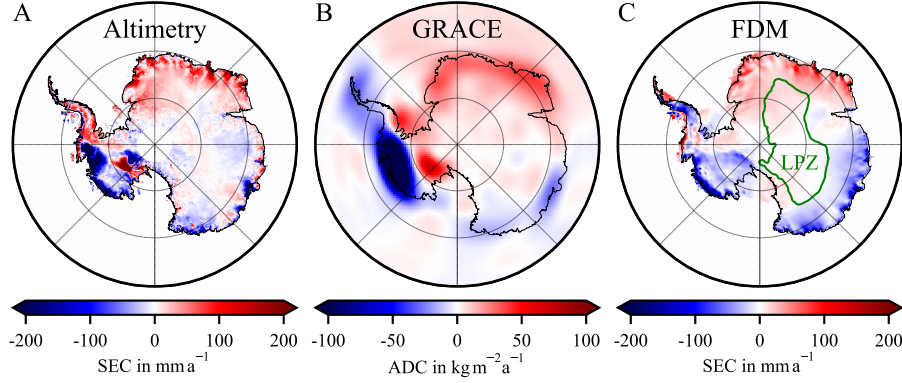 A
Altimetry
B
GRACE
C
FDM
LPZ
-200 -100 0 100 200
SEC in mm a⁻¹
-100 -50 0 50 100
ADC in kg m⁻² a⁻¹
-200 -100 0 100 200
SEC in mm a⁻¹